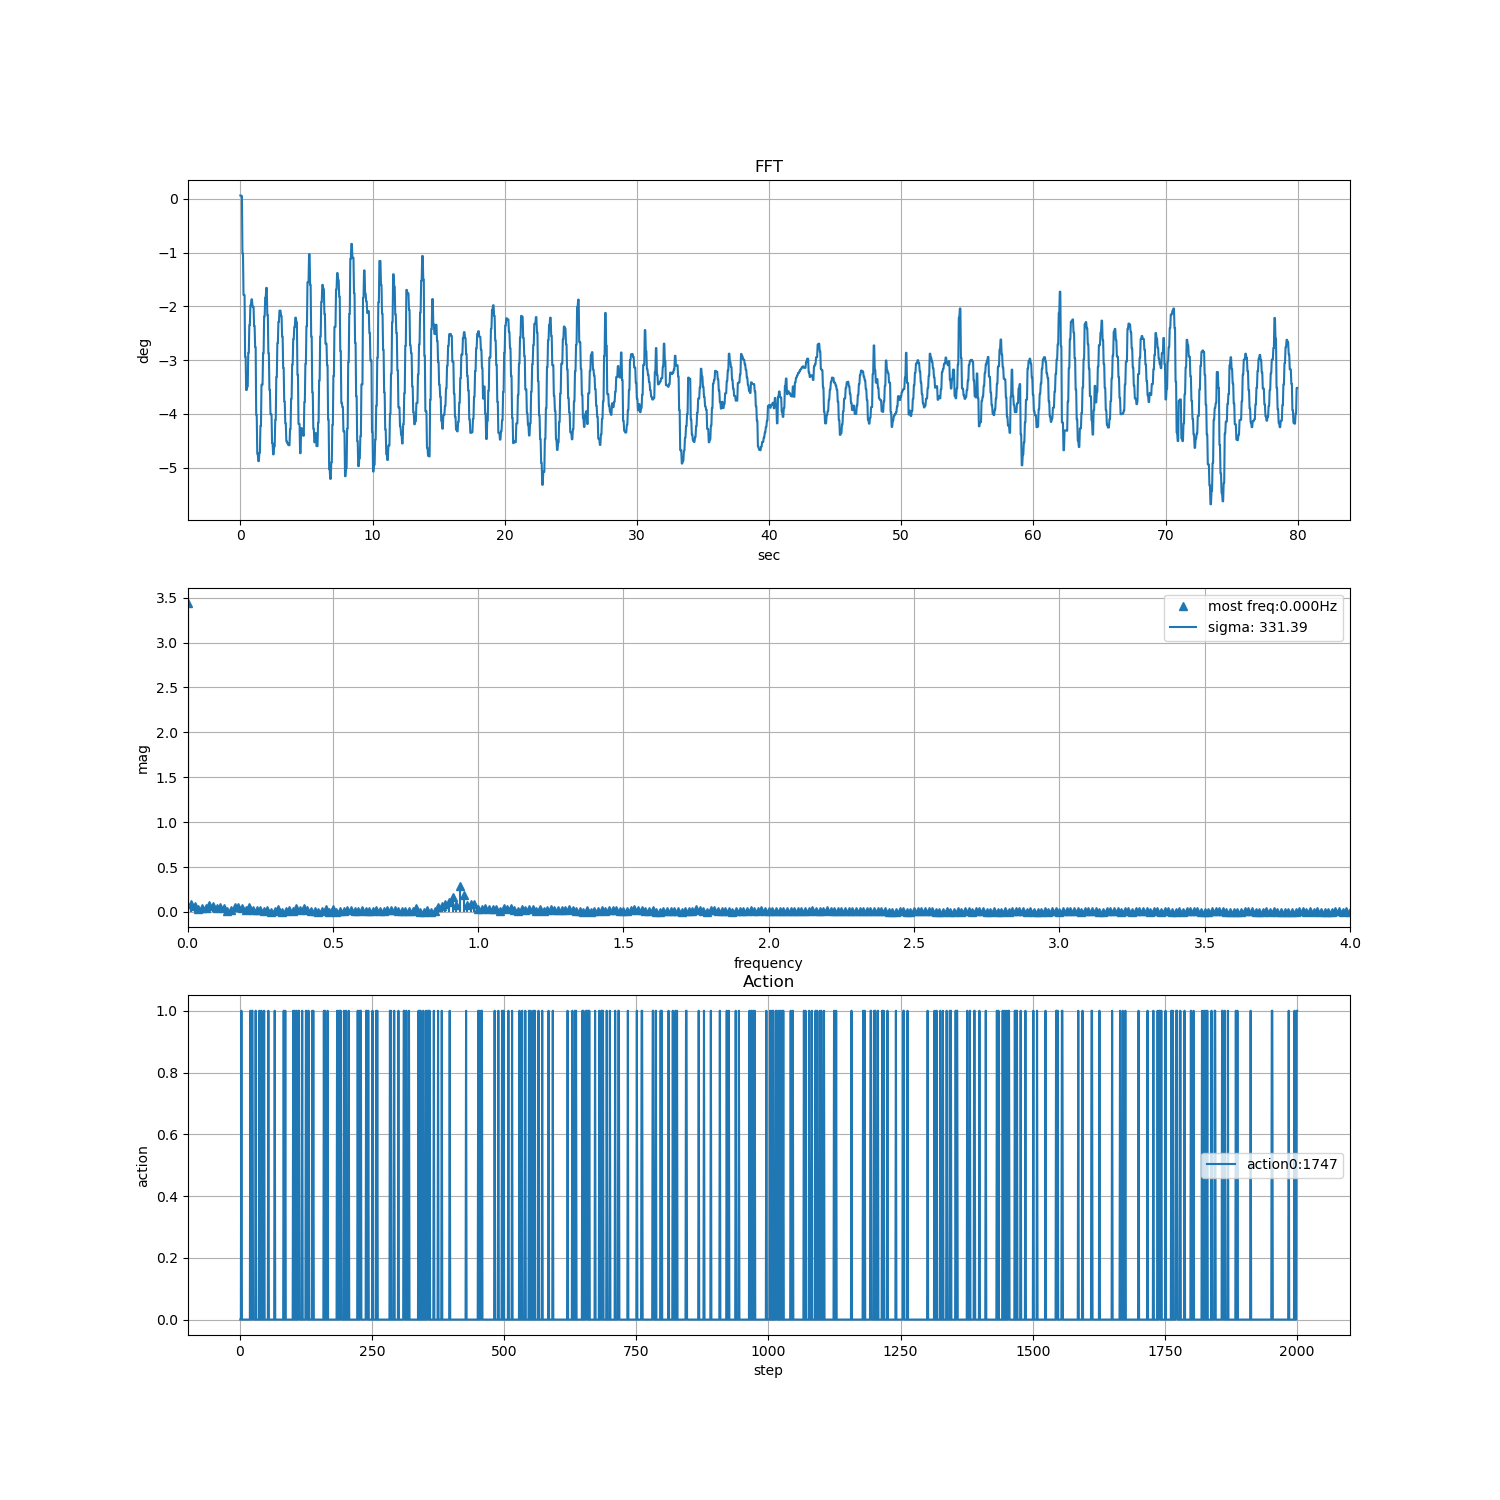 FFT
0
−1
−2
−3
−4
−5
deg
0 10 20 30 40 50 60 70 80
sec
3.5
3.0
2.5
2.0
1.5
1.0
0.5
0.0
mag
most freq:0.000Hz
sigma: 331.39
0.0 0.5 1.0 1.5 2.0 2.5 3.0 3.5 4.0
frequency
Action
1.0
0.8
0.6
0.4
0.2
0.0
action
action0:1747
0 250 500 750 1000 1250 1500 1750 2000
step